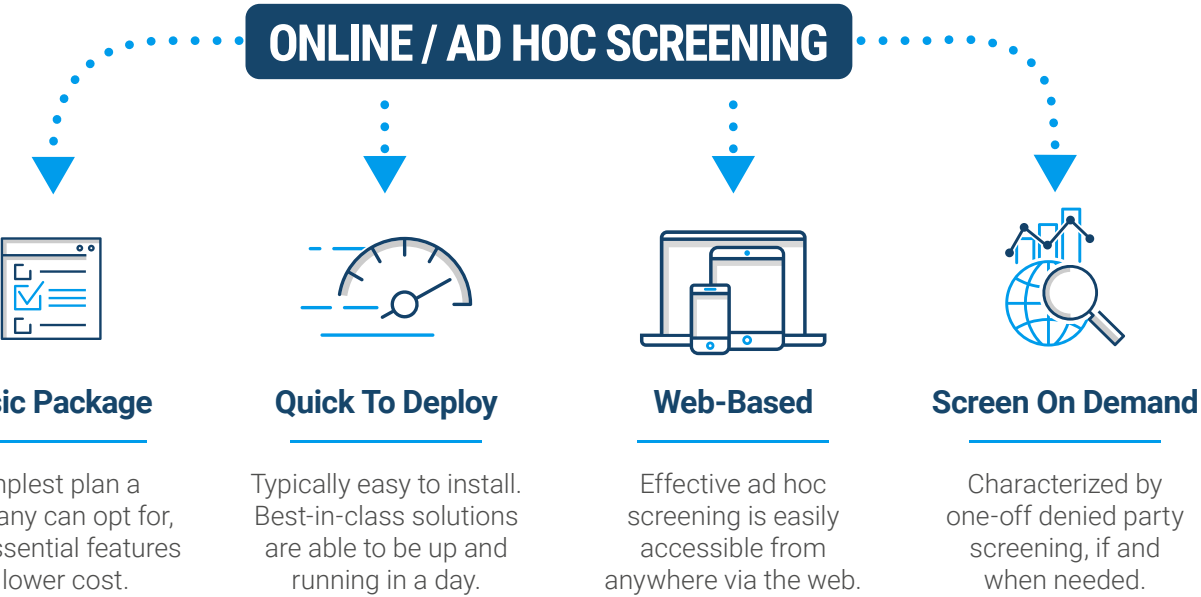 ONLINE / AD HOC SCREENING
sic Package
nplest plan a
any can opt for,
ssential features
lower cost.
Quick To Deploy
Typically easy to install.
Best-in-class solutions
are able to be up and
running in a day.
Web-Based
Effective ad hoc
screening is easily
accessible from
anywhere via the web.
Screen On Demand
Characterized by
one-off denied party
screening, if and
when needed.